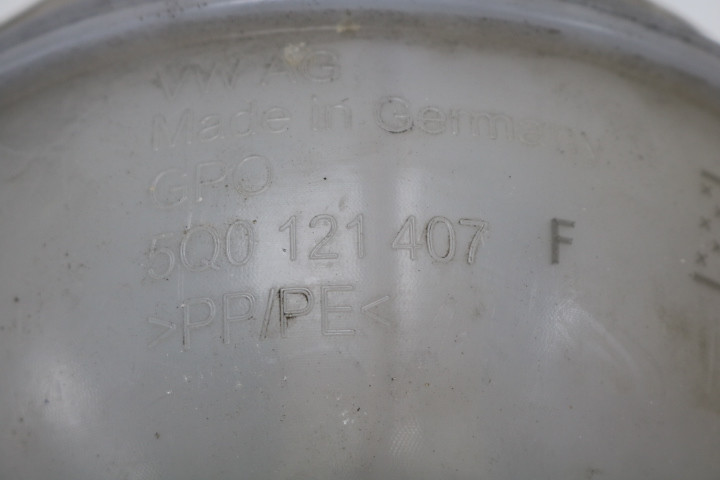 VW AG
Made in Germany
GPO
5Q0 121 407 F
>PP/PE<